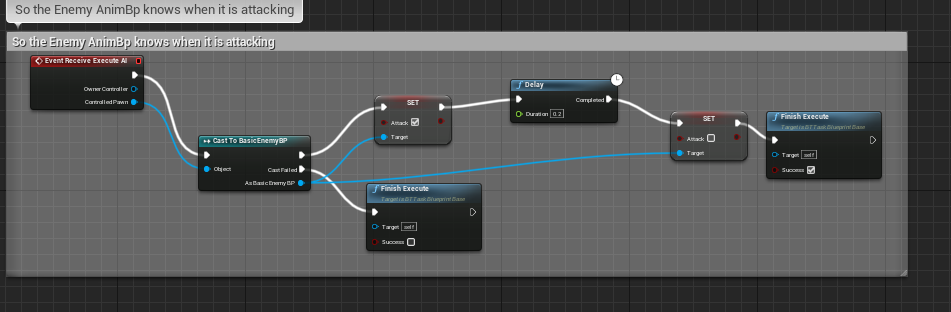 So the Enemy AnimBp knows when it is attacking
So the Enemy AnimBp knows when it is attacking
Event Receive Execute AI
Owner Controller
Controlled Pawn
Cast To BasicEnemyBP
Object
Cast Failed
As Basic Enemy BP
SET
Attack
Target
Finish Execute
Target is BT Task Blueprint Base
Target self
Success
Delay
Completed
Duration 0.2
SET
Attack
Target
Finish Execute
Target is BT Task Blueprint Base
Target self
Success